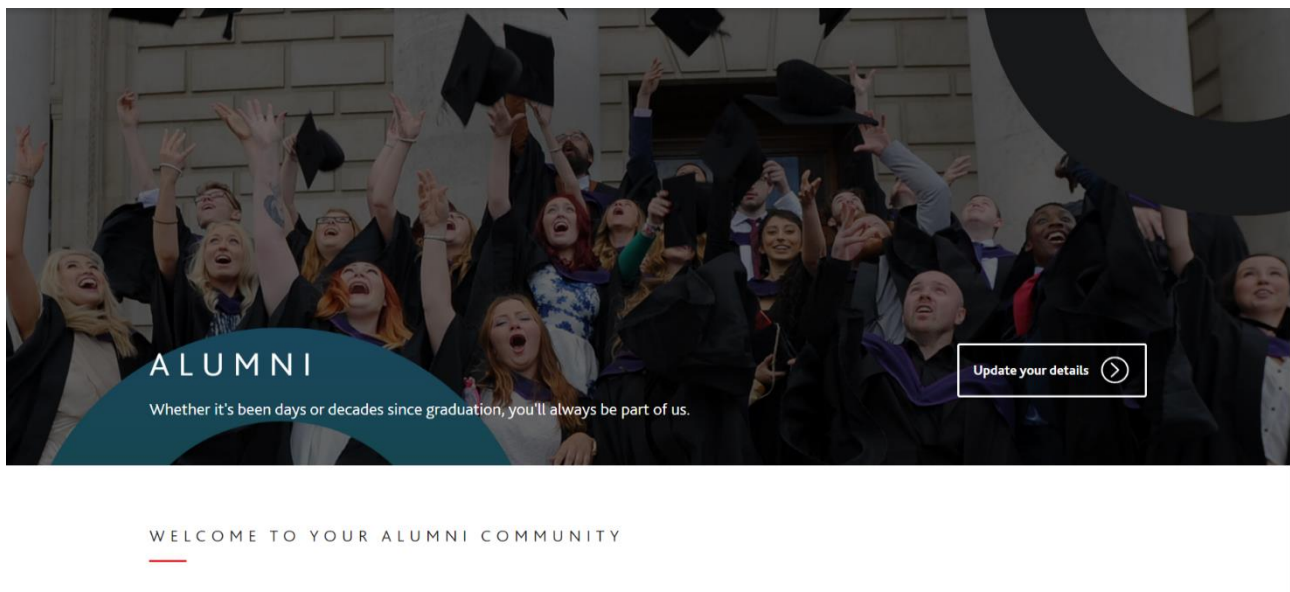 ALUMNI
Whether it's been days or decades since graduation, you'll always be part of us.
Update your details
WELCOME TO YOUR ALUMNI COMMUNITY